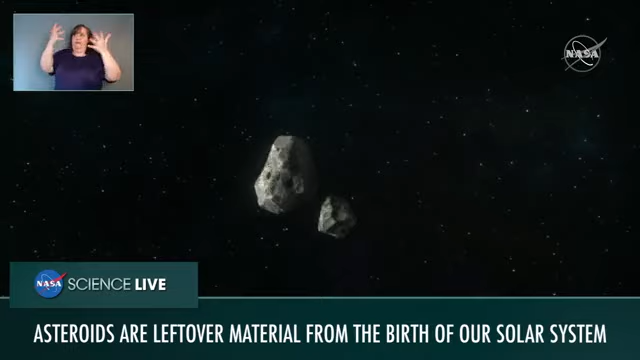 NASA
NASA SCIENCE LIVE
ASTEROIDS ARE LEFTOVER MATERIAL FROM THE BIRTH OF OUR SOLAR SYSTEM